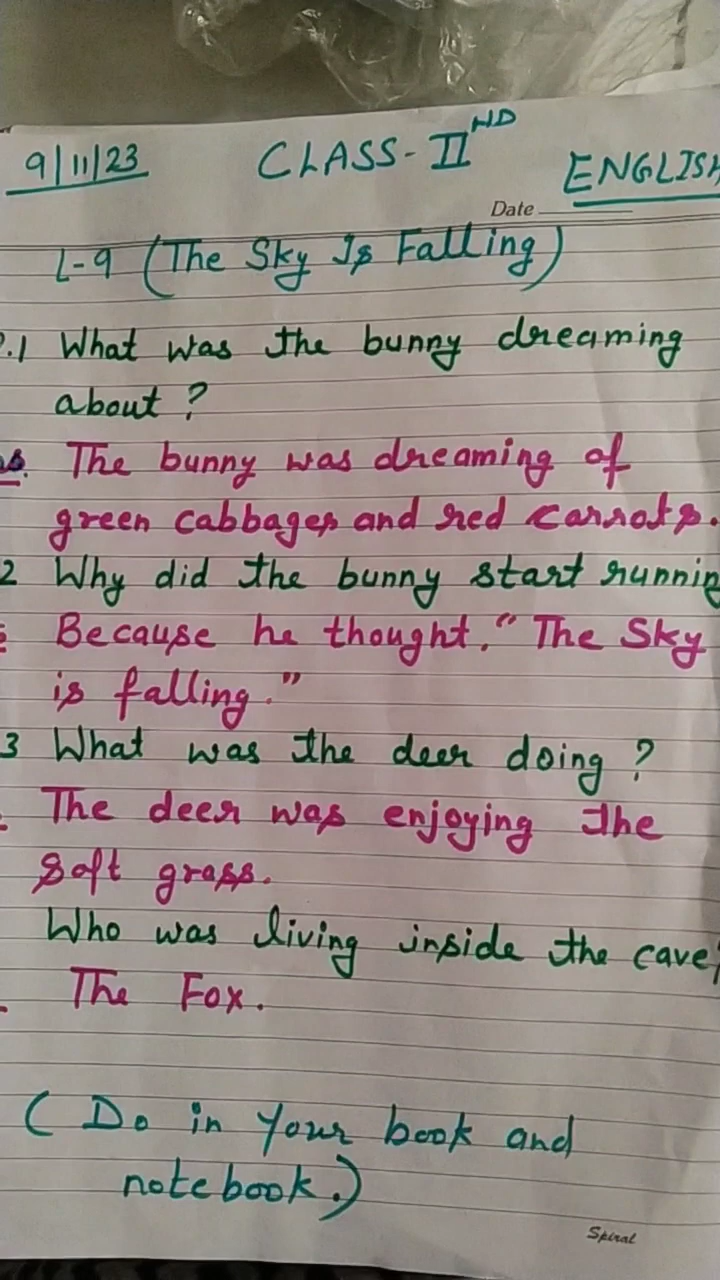 9/11/23 CLASS-II ND ENGLISH
Date
L-9 (The Sky Is Falling)
.1 What was the bunny dreaming
about ?
The bunny was dreaming of
green cabbages and red carrots.
2 Why did the bunny start runnin
Because he thought, "The Sky
is falling."
3 What was the deer doing ?
The deer was enjoying the
soft grass.
Who was living inside the cave
The Fox.
( Do in your book and
notebook.)
Spiral